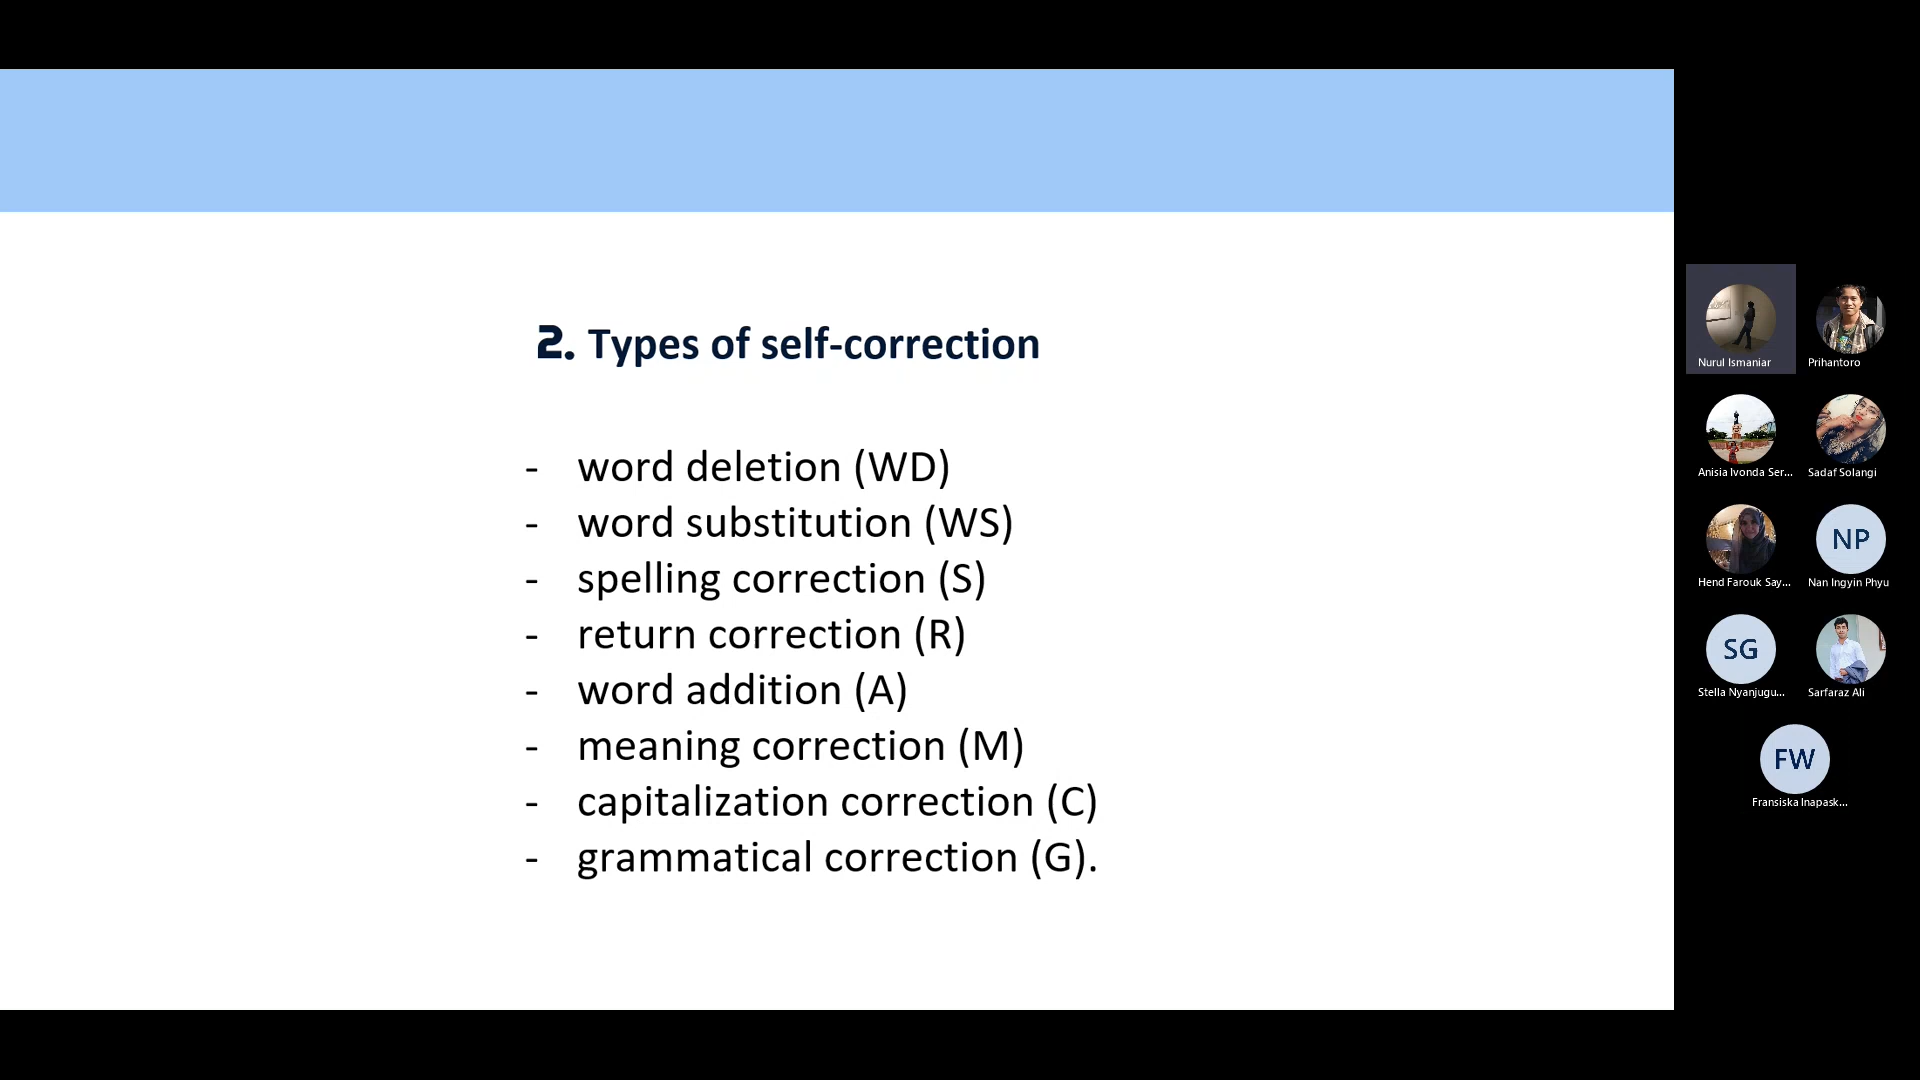 2. Types of self-correction
- word deletion (WD)
- word substitution (WS)
- spelling correction (S)
- return correction (R)
- word addition (A)
- meaning correction (M)
- capitalization correction (C)
- grammatical correction (G).
Nurul Ismaniar
Prihantoro
Anisia Ivonda Ser...
Sadaf Solangi
Hend Farouk Say...
NP
Nan Ingyin Phyu
SG
Stella Nyanjugu...
Sarfaraz Ali
FW
Fransiska Inapask...